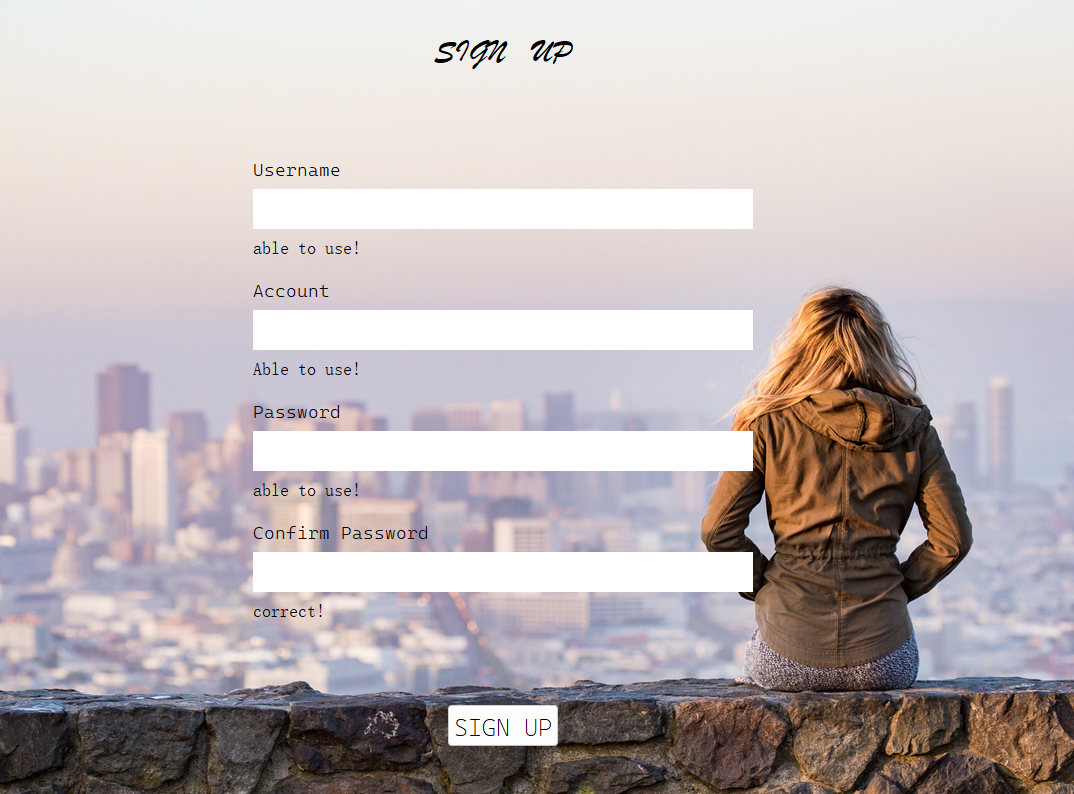 SIGN UP
Username
able to use!
Account
Able to use!
Password
able to use!
Confirm Password
correct!
SIGN UP